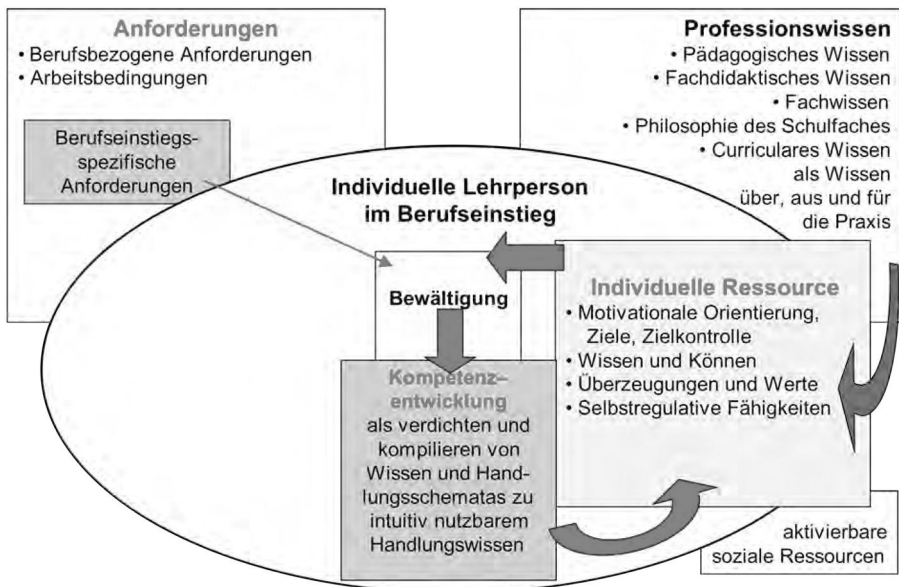 Anforderungen
• Berufsbezogene Anforderungen
• Arbeitsbedingungen
Berufseinstiegs-
spezifische
Anforderungen
Professionswissen
• Pädagogisches Wissen
• Fachdidaktisches Wissen
• Fachwissen
• Philosophie des Schulfaches
• Curriculares Wissen
als Wissen
über, aus und für
die Praxis
Individuelle Lehrperson
im Berufseinstieg
Bewältigung
Individuelle Ressource
• Motivationale Orientierung,
Ziele, Zielkontrolle
• Wissen und Können
• Überzeugungen und Werte
• Selbstregulative Fähigkeiten
Kompetenz–
entwicklung
als verdichten und
kompilieren von
Wissen und Hand-
lungsschematas zu
intuitiv nutzbarem
Handlungswissen
aktivierbare
soziale Ressourcen